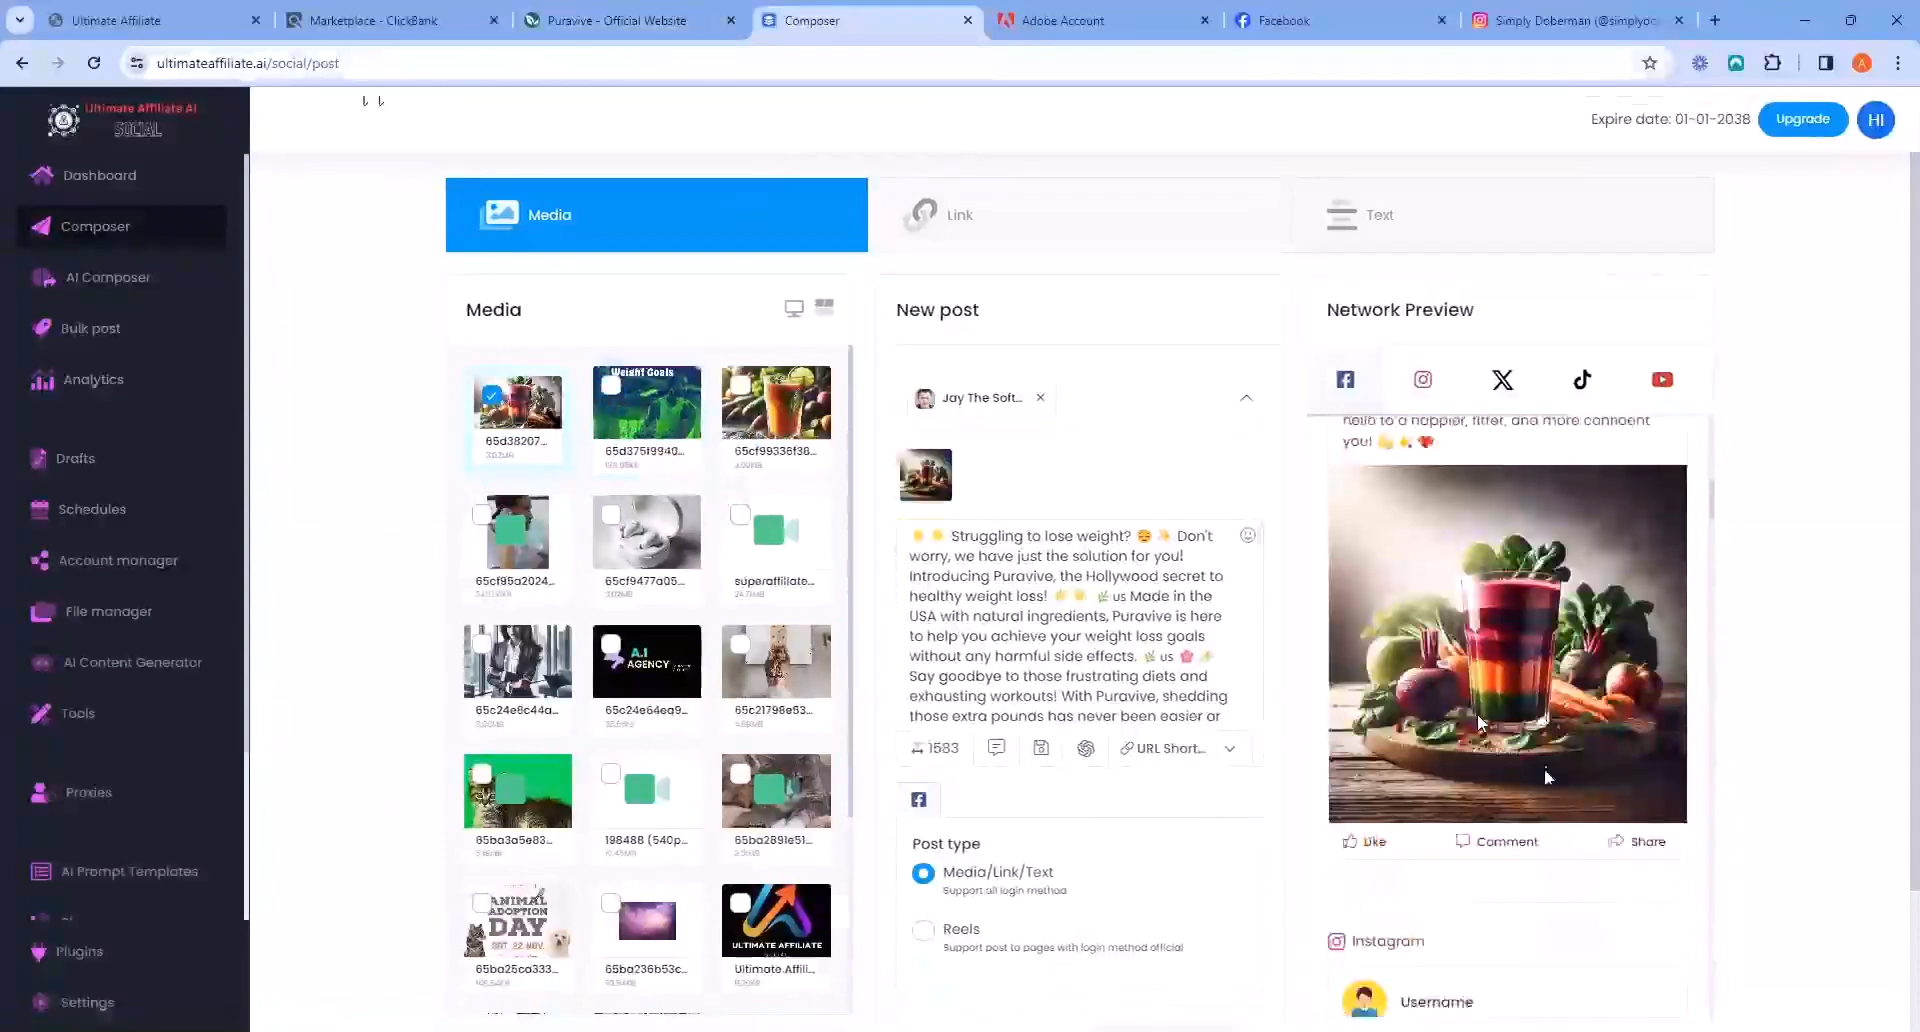 Ultimate Affiliate
Marketplace - ClickBank
Puravive - Official Website
Composer
Adobe Account
Facebook
Simply Doberman (@simplydo
ultimateaffiliate.ai/social/post
A
Ultimate Affiliate AI
SOCIAL
Expire date: 01-01-2038
Upgrade
HI
Dashboard
Composer
AI Composer
Bulk post
Analytics
Drafts
Schedules
Account manager
File manager
AI Content Generator
Tools
Proxies
AI Prompt Templates
Plugins
Settings
Media
Link
Text
Media
Weight Goals
65d38207...
65d375f9940...
65cf99336f38...
65cf95a2024...
65cf9477a05...
superaffiliate...
A.I
AGENCY
65c24e8c44a...
65c24e64ea9...
65c21798e53...
65ba3a5e83...
198488 (540p...
65ba2891e51...
ANIMAL
ADOPTION
DAY
SAT 22 NOV.
ULTIMATE AFFILIATE
65ba25ca333...
65ba236b53c...
Ultimate Affili...
New post
Jay The Soft...
Struggling to lose weight? Don't
worry, we have just the solution for you!
Introducing Puravive, the Hollywood secret to
healthy weight loss! us Made in the
USA with natural ingredients, Puravive is here
to help you achieve your weight loss goals
without any harmful side effects. us
Say goodbye to those frustrating diets and
exhausting workouts! With Puravive, shedding
those extra pounds has never been easier or
1583
URL Short...
Post type
Media/Link/Text
Support all login method
Reels
Support post to pages with login method official
Network Preview
hello to a happier, fitter, and more confident
you!
Like
Comment
Share
Instagram
Username